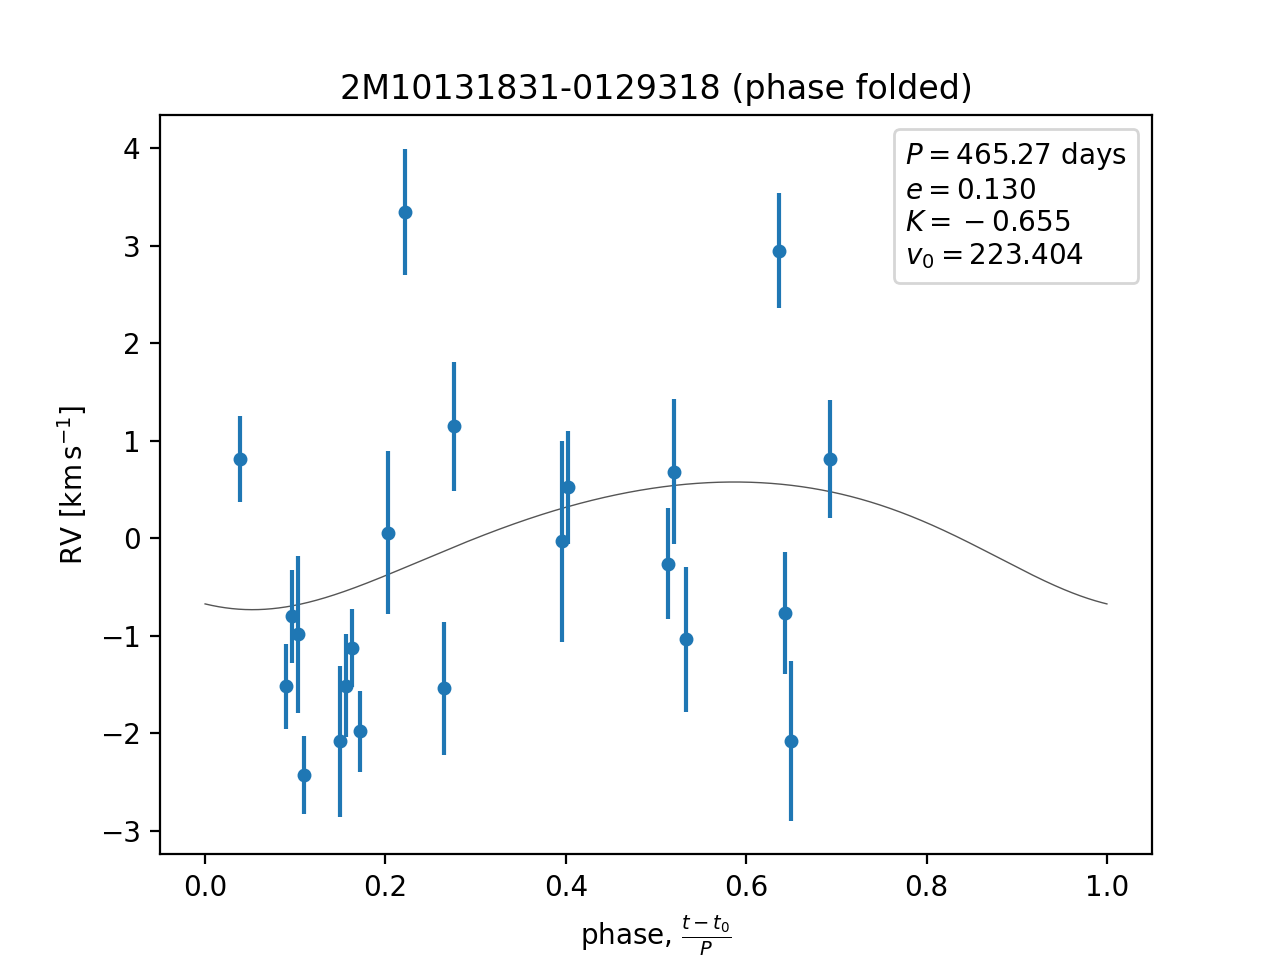 2M10131831-0129318 (phase folded)
P = 465.27 days
e = 0.130
K = −0.655
v₀ = 223.404
4
3
2
1
0
−1
−2
−3
RV [km s⁻¹]
0.0 0.2 0.4 0.6 0.8 1.0
phase, (t − t₀)/P